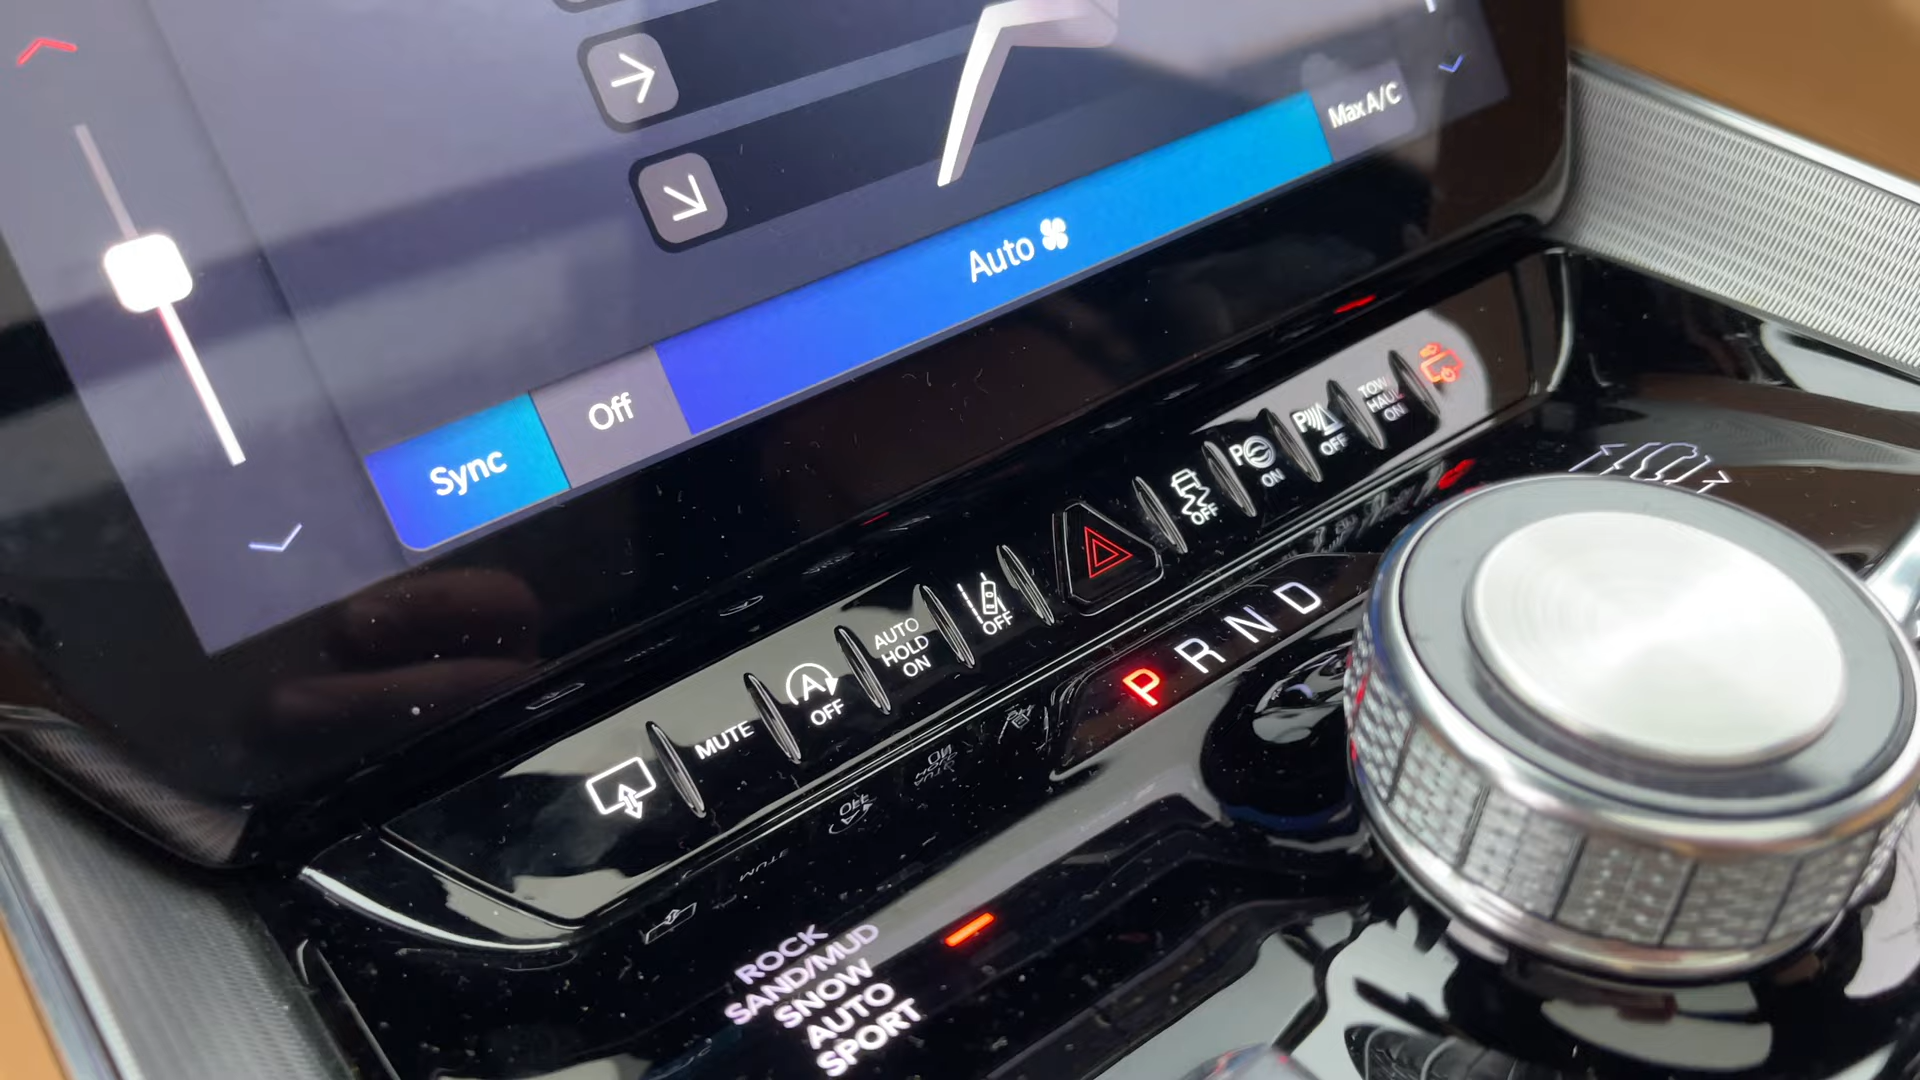 Max A/C
Auto
Off
Sync
MUTE
OFF
AUTO
HOLD
ON
OFF
OFF
P
ON
P
OFF
TOW
HAUL
ON
P R N D
ROCK
SAND/MUD
SNOW
AUTO
SPORT